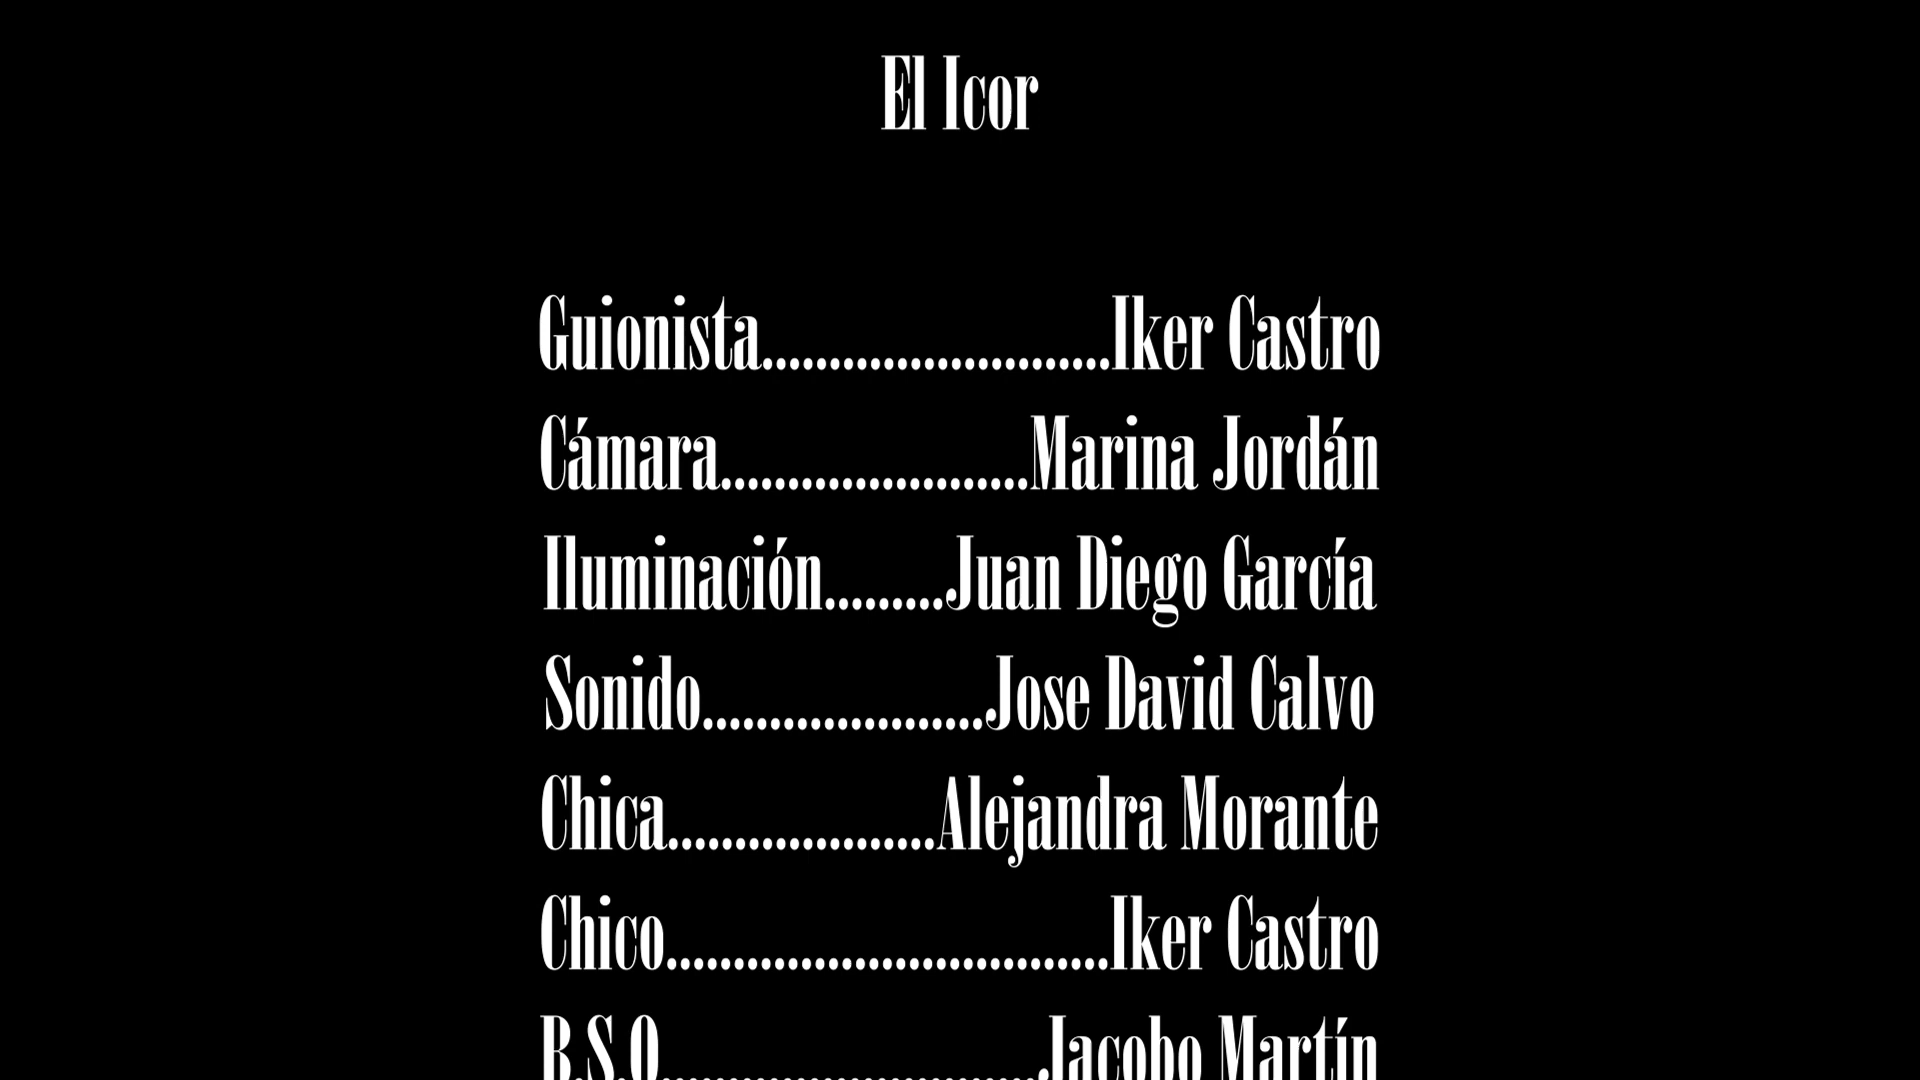 El Icor
Guionista..........................Iker Castro
Cámara.......................Marina Jordán
Iluminación.........Juan Diego García
Sonido.....................Jose David Calvo
Chica....................Alejandra Morante
Chico.................................Iker Castro
B.S.O............................Jacobo Martín